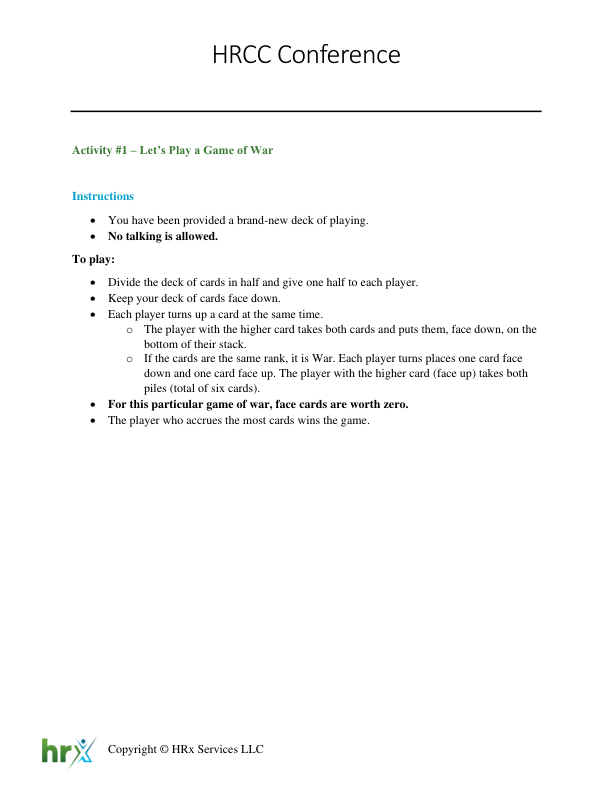 HRCC Conference
Activity #1 – Let's Play a Game of War
Instructions
• You have been provided a brand-new deck of playing.
• No talking is allowed.
To play:
• Divide the deck of cards in half and give one half to each player.
• Keep your deck of cards face down.
• Each player turns up a card at the same time.
o The player with the higher card takes both cards and puts them, face down, on the
bottom of their stack.
o If the cards are the same rank, it is War. Each player turns places one card face
down and one card face up. The player with the higher card (face up) takes both
piles (total of six cards).
• For this particular game of war, face cards are worth zero.
• The player who accrues the most cards wins the game.
hrx Copyright © HRx Services LLC